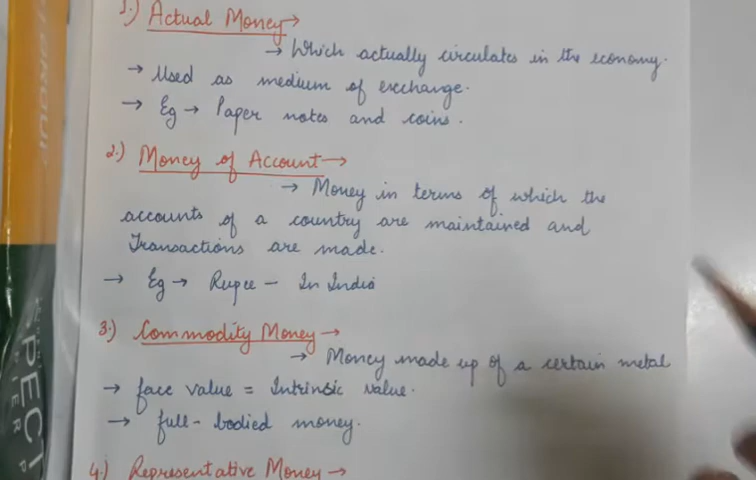 1.) Actual Money →
→ Which actually circulates in the economy.
→ Used as medium of exchange.
→ Eg → Paper notes and coins.
2.) Money of Account →
→ Money in terms of which the
accounts of a country are maintained and
Transactions are made.
→ Eg → Rupee - In India
3.) Commodity Money →
→ Money made up of a certain metal
→ face value = Intrinsic value.
→ full-bodied money.
4.) Representative Money →